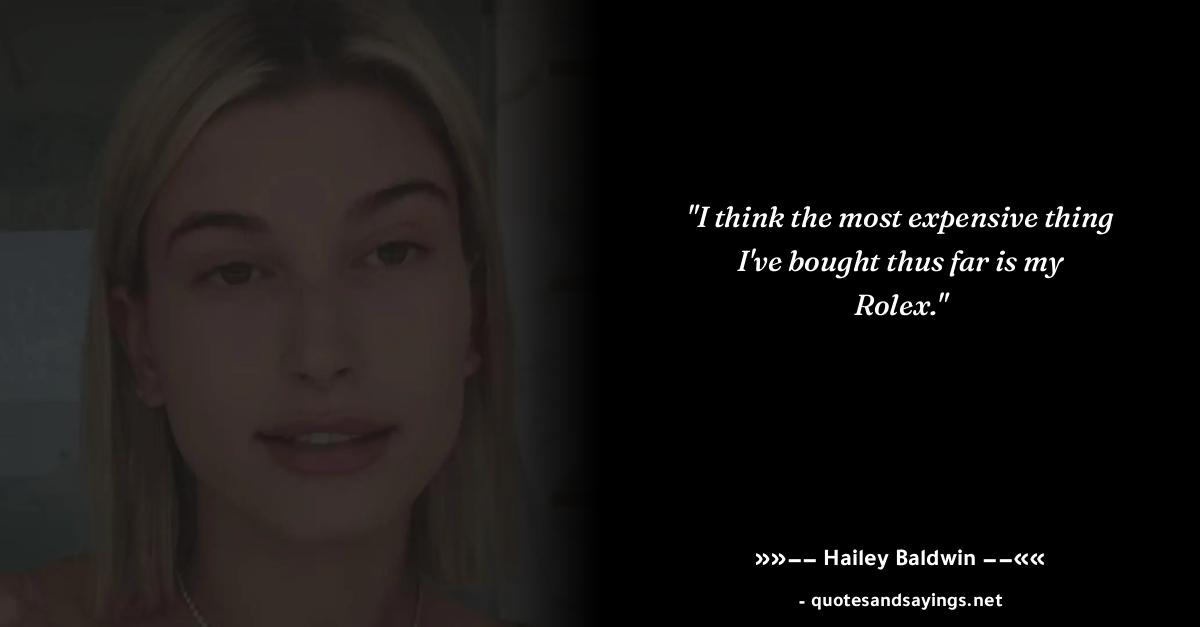 "I think the most expensive thing
I've bought thus far is my
Rolex."
»»−− Hailey Baldwin −−««
- quotesandsayings.net